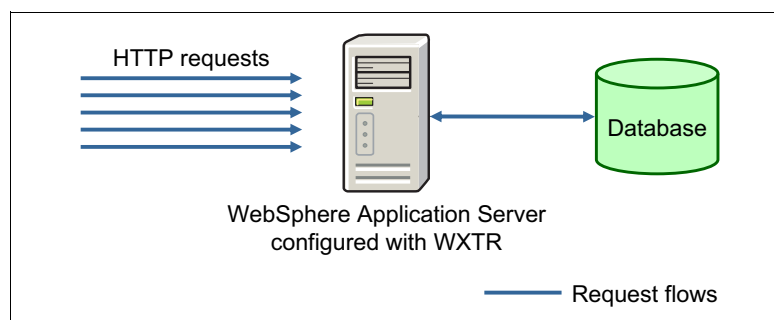 HTTP requests
Database
WebSphere Application Server
configured with WXTR
Request flows